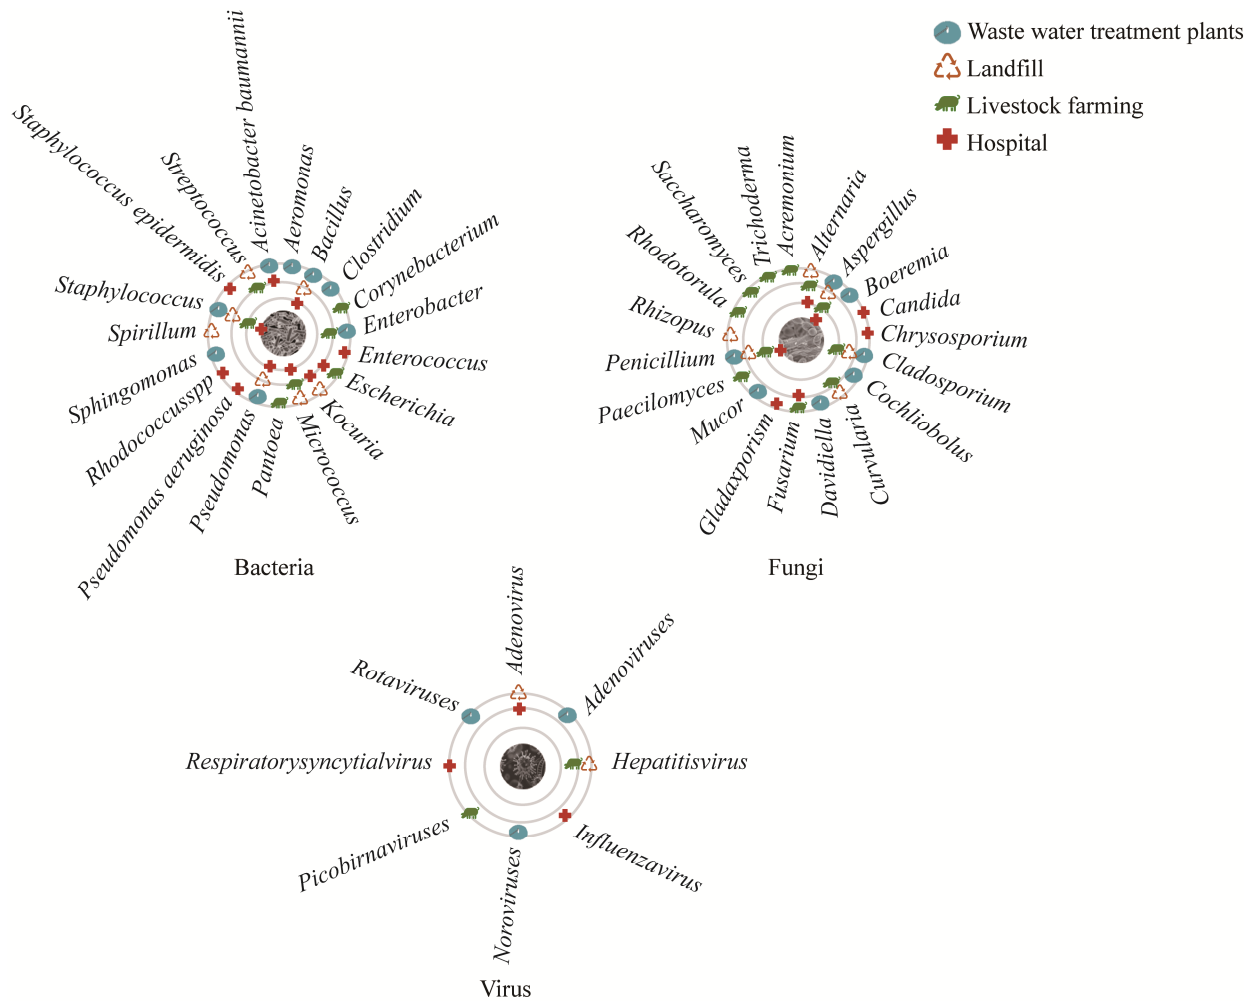 Waste water treatment plants
Landfill
Livestock farming
Hospital
Acinetobacter baumannii
Aeromonas
Bacillus
Clostridium
Corynebacterium
Enterobacter
Enterococcus
Escherichia
Kocuria
Micrococcus
Pantoea
Pseudomonas
Pseudomonas aeruginosa
Rhodococcusspp
Sphingomonas
Spirillum
Staphylococcus
Staphylococcus epidermidis
Streptococcus
Bacteria
Acremonium
Alternaria
Aspergillus
Boeremia
Candida
Chrysosporium
Cladosporium
Cochliobolus
Curvularia
Davidiella
Fusarium
Gladaxporism
Mucor
Paecilomyces
Penicillium
Rhizopus
Rhodotorula
Saccharomyces
Trichoderma
Fungi
Adenovirus
Adenoviruses
Hepatitisvirus
Influenzavirus
Noroviruses
Picobirnaviruses
Respiratorysyncytialvirus
Rotaviruses
Virus